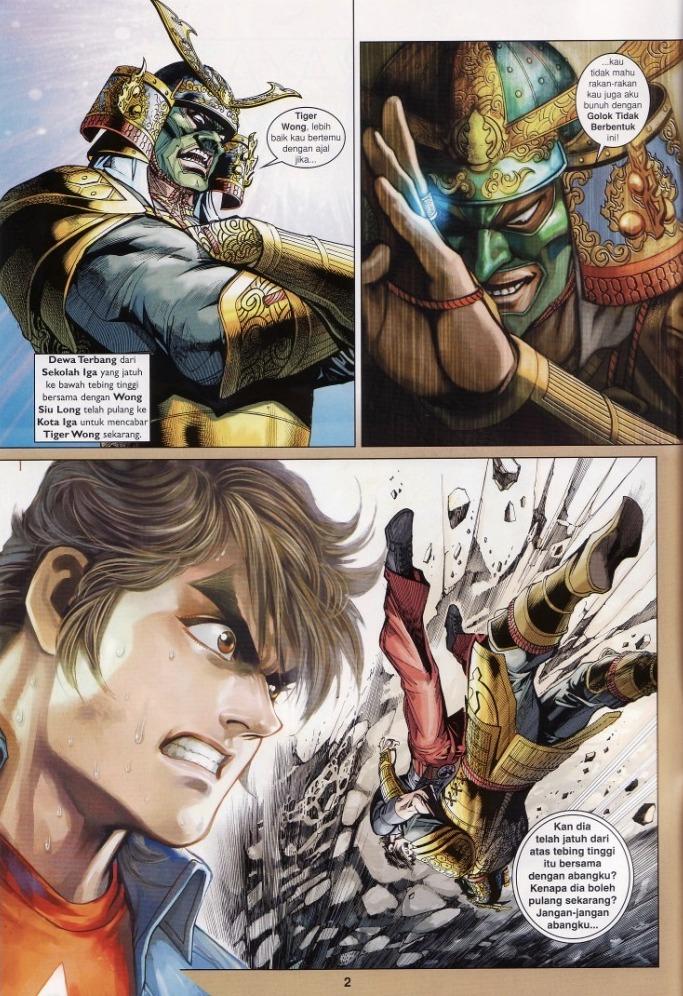 Tiger
Wong, lebih
baik kau bertemu
dengan ajal
jika...
...kau
tidak mahu
rakan-rakan
kau juga aku
bunuh dengan
Golok Tidak
Berbentuk
ini!
Dewa Terbang dari
Sekolah Iga yang jatuh
ke bawah tebing tinggi
bersama dengan Wong
Siu Long telah pulang ke
Kota Iga untuk mencabar
Tiger Wong sekarang.
Kan dia
telah jatuh dari
atas tebing tinggi
itu bersama
dengan abangku?
Kenapa dia boleh
pulang sekarang?
Jangan-jangan
abangku...
2